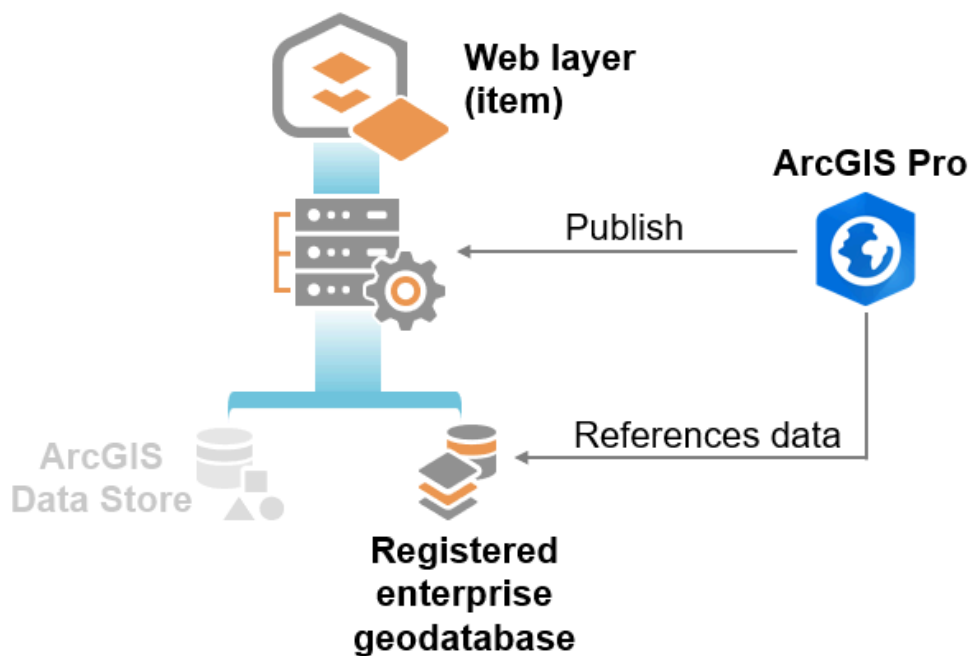 Web layer
(item)
ArcGIS Pro
Publish
References data
ArcGIS
Data Store
Registered
enterprise
geodatabase